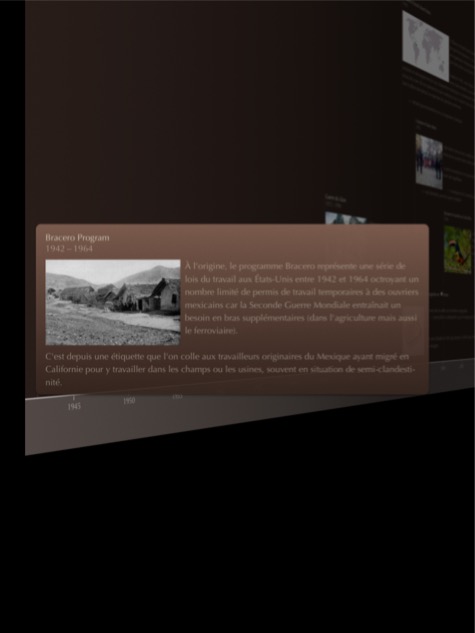 Bracero Program
1942 – 1964
À l'origine, le programme Bracero représente une série de
lois du travail aux États-Unis entre 1942 et 1964 octroyant un
nombre limité de permis de travail temporaires à des ouvriers
mexicains car la Seconde Guerre Mondiale entraînait un
besoin en bras supplémentaires (dans l'agriculture mais aussi
le ferroviaire).
C'est depuis une étiquette que l'on colle aux travailleurs originaires du Mexique ayant migré en
Californie pour y travailler dans les champs ou les usines, souvent en situation de semi-clandesti-
nité.
1945
1950